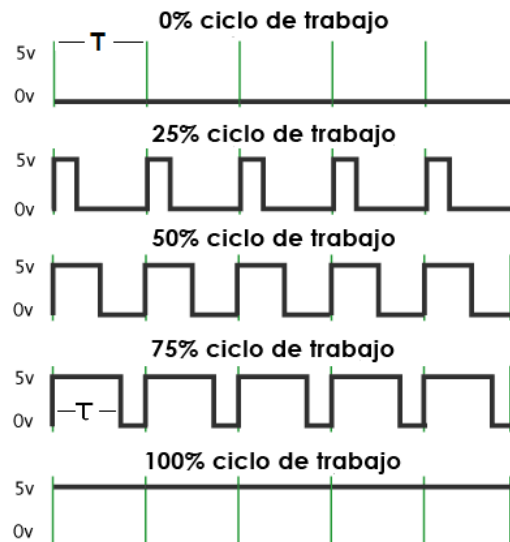 0% ciclo de trabajo
T
5v
0v
25% ciclo de trabajo
5v
0v
50% ciclo de trabajo
5v
0v
75% ciclo de trabajo
5v
τ
0v
100% ciclo de trabajo
5v
0v